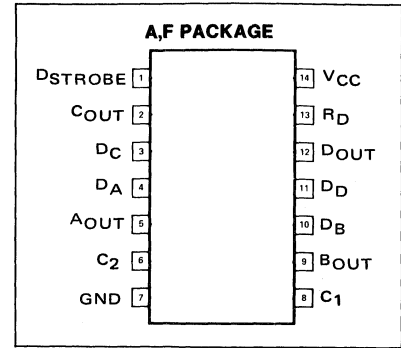 A,F PACKAGE
DSTROBE 1
COUT 2
DC 3
DA 4
AOUT 5
C2 6
GND 7
14 VCC
13 RD
12 DOUT
11 DD
10 DB
9 BOUT
8 C1